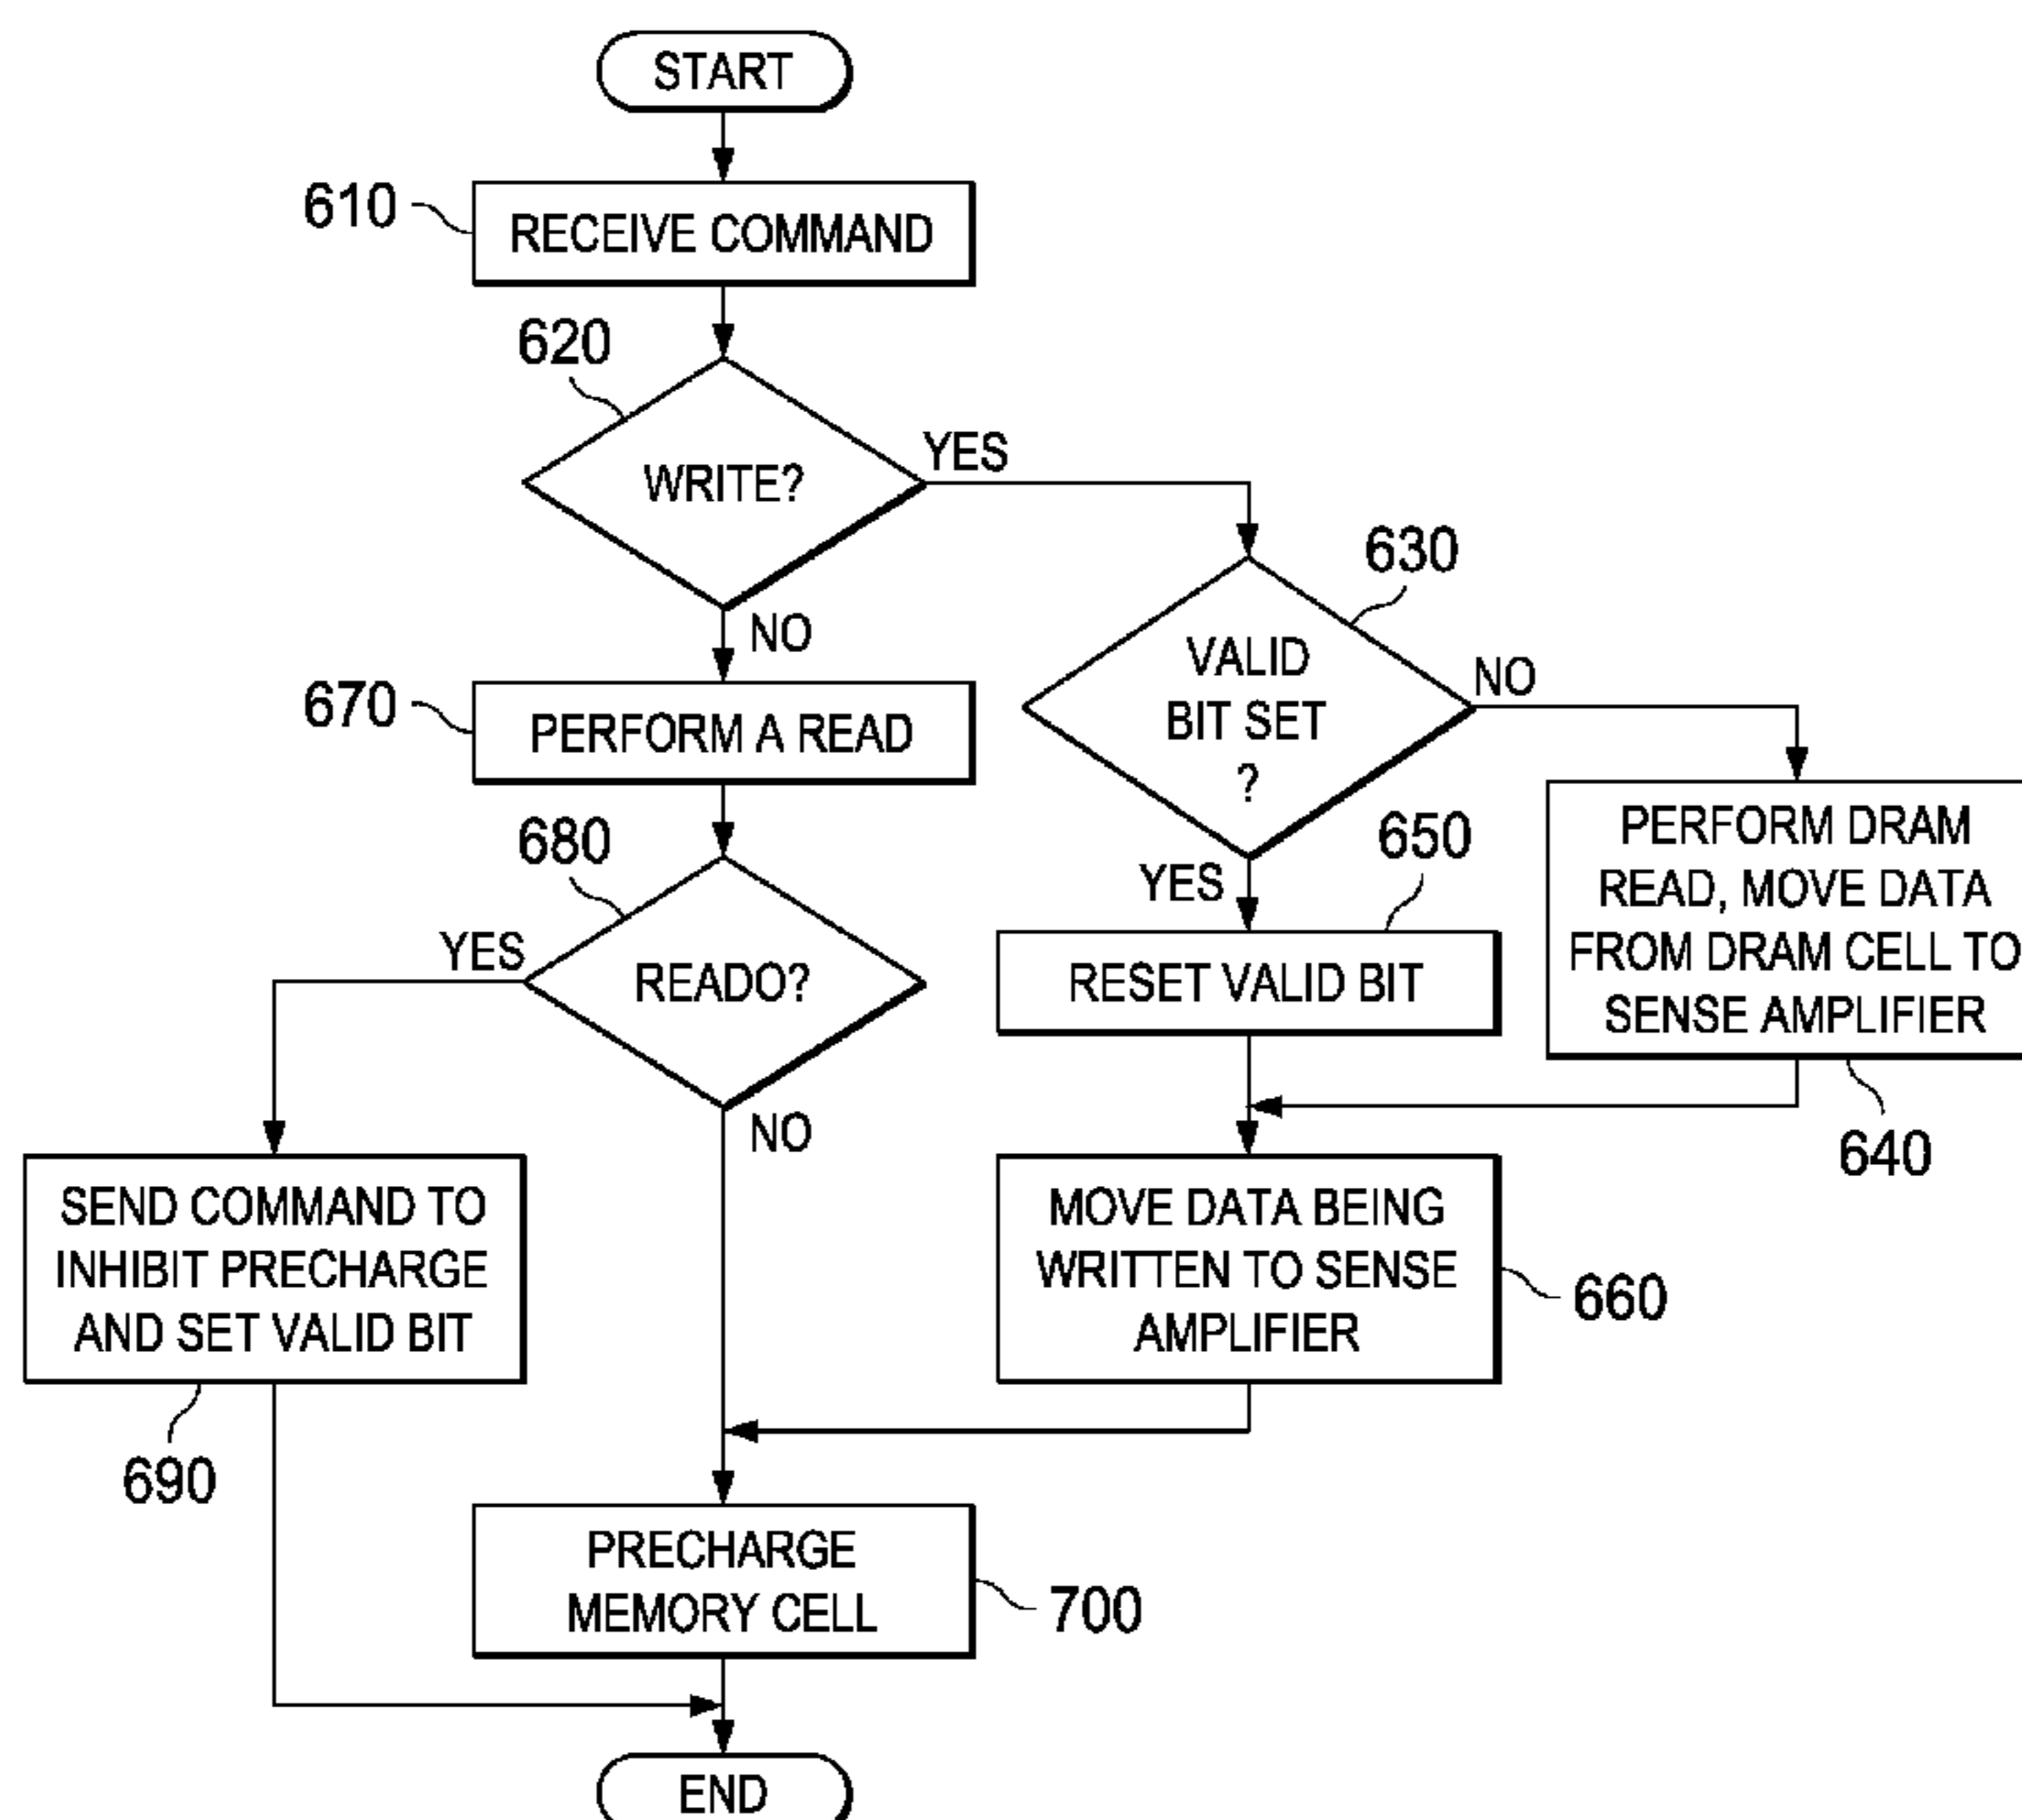 START
610
RECEIVE COMMAND
620
WRITE?
YES
NO
630
VALID
BIT SET
?
NO
YES
670
PERFORM A READ
680
READO?
YES
NO
650
RESET VALID BIT
PERFORM DRAM
READ, MOVE DATA
FROM DRAM CELL TO
SENSE AMPLIFIER
640
SEND COMMAND TO
INHIBIT PRECHARGE
AND SET VALID BIT
690
MOVE DATA BEING
WRITTEN TO SENSE
AMPLIFIER
660
PRECHARGE
MEMORY CELL
700
END